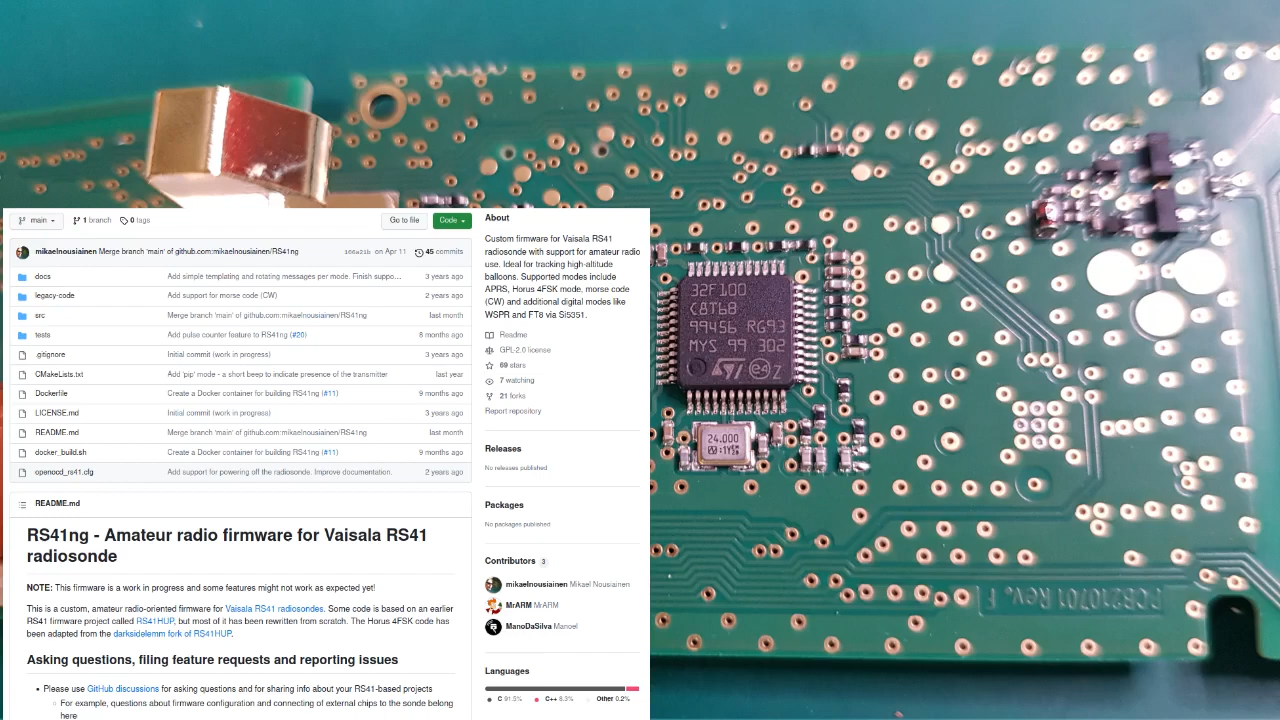 main
1 branch
0 tags
Go to file
Code
mikaelnousiainen Merge branch 'main' of github.com:mikaelnousiainen/RS41ng
on Apr 11
45 commits
docs Add simple templating and rotating messages per mode. Finish suppo... 3 years ago
legacy-code Add support for morse code (CW) 2 years ago
src Merge branch 'main' of github.com:mikaelnousiainen/RS41ng last month
tests Add pulse counter feature to RS41ng (#20) 8 months ago
.gitignore Initial commit (work in progress) 3 years ago
CMakeLists.txt Add 'pip' mode - a short beep to indicate presence of the transmitter last year
Dockerfile Create a Docker container for building RS41ng (#11) 9 months ago
LICENSE.md Initial commit (work in progress) 3 years ago
README.md Merge branch 'main' of github.com:mikaelnousiainen/RS41ng last month
docker_build.sh Create a Docker container for building RS41ng (#11) 9 months ago
openocd_rs41.cfg Add support for powering off the radiosonde. Improve documentation. 2 years ago
README.md
RS41ng - Amateur radio firmware for Vaisala RS41
radiosonde
NOTE: This firmware is a work in progress and some features might not work as expected yet!
This is a custom, amateur radio-oriented firmware for Vaisala RS41 radiosondes. Some code is based on an earlier
RS41 firmware project called RS41HUP, but most of it has been rewritten from scratch. The Horus 4FSK code has
been adapted from the darksidelemm fork of RS41HUP.
Asking questions, filing feature requests and reporting issues
• Please use GitHub discussions for asking questions and for sharing info about your RS41-based projects
◦ For example, questions about firmware configuration and connecting of external chips to the sonde belong
here
About
Custom firmware for Vaisala RS41
radiosonde with support for amateur radio
use. Ideal for tracking high-altitude
balloons. Supported modes include
APRS, Horus 4FSK mode, morse code
(CW) and additional digital modes like
WSPR and FT8 via Si5351.
Readme
GPL-2.0 license
69 stars
7 watching
21 forks
Report repository
Releases
No releases published
Packages
No packages published
Contributors 3
mikaelnousiainen Mikael Nousiainen
MrARM MrARM
ManoDaSilva Manoel
Languages
C 91.5%
C++ 8.3%
Other 0.2%
32F100
C8T6B
99456 R693
MYS 99 302
ST e4 Z
24.000
PCB210701 Rev. F